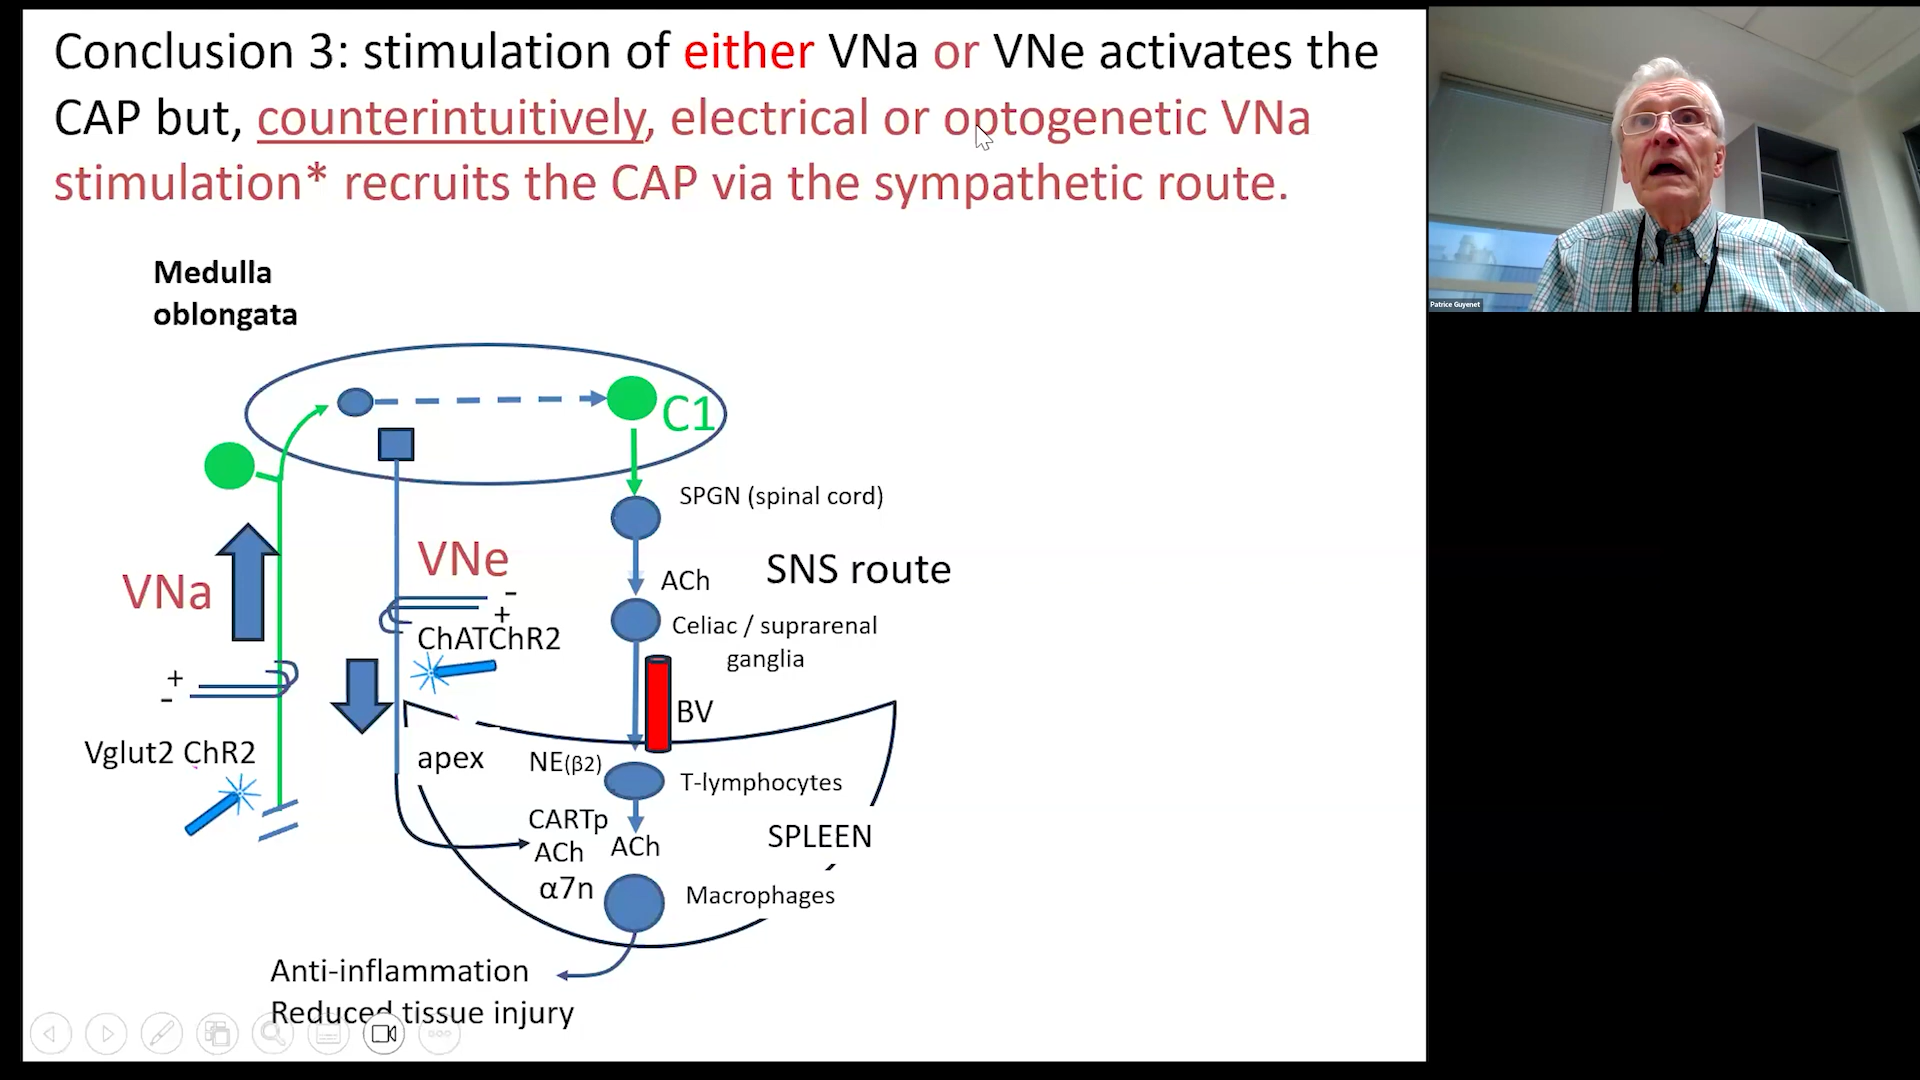 Conclusion 3: stimulation of either VNa or VNe activates the
CAP but, counterintuitively, electrical or optogenetic VNa
stimulation* recruits the CAP via the sympathetic route.
Patrice Guyenet
Medulla
oblongata
C1
SPGN (spinal cord)
VNe
SNS route
VNa
ACh
-
+
Celiac / suprarenal
ganglia
ChATChR2
+
-
BV
Vglut2 ChR2
apex
NE(β2)
T-lymphocytes
CARTp
ACh
ACh
SPLEEN
α7n
Macrophages
Anti-inflammation
Reduced tissue injury